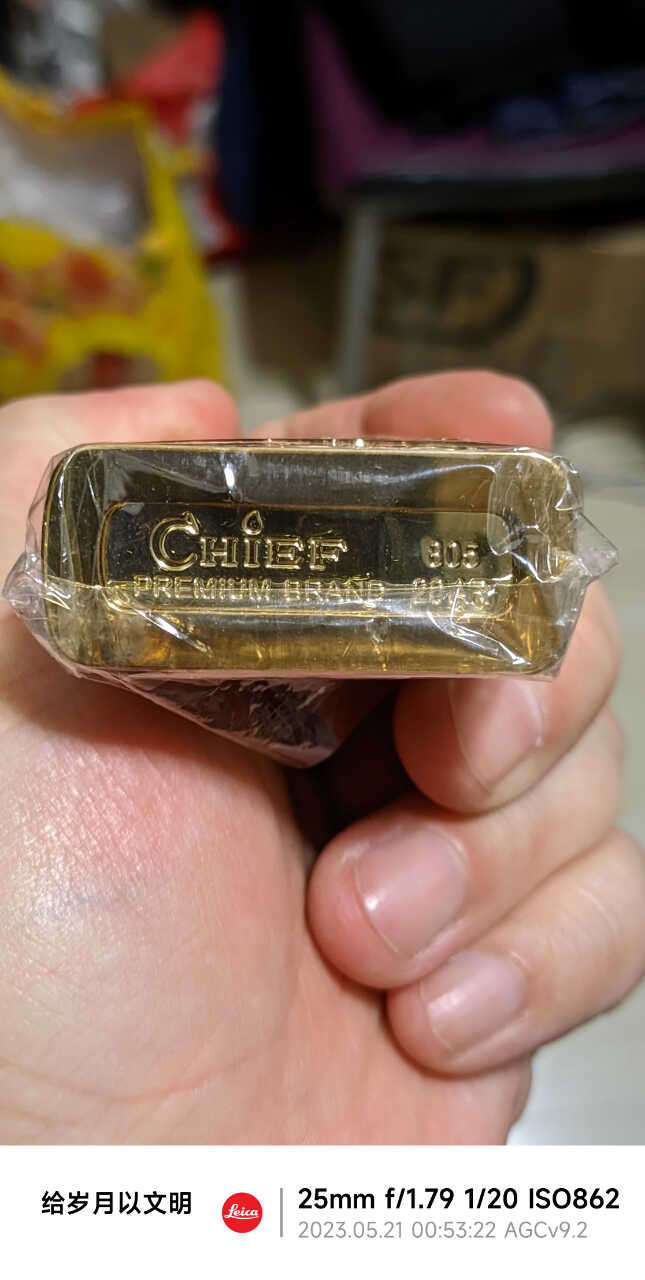 CHiEF 805
PREMIUM BRAND
给岁月以文明
Leica
25mm f/1.79 1/20 ISO862
2023.05.21 00:53:22 AGCv9.2